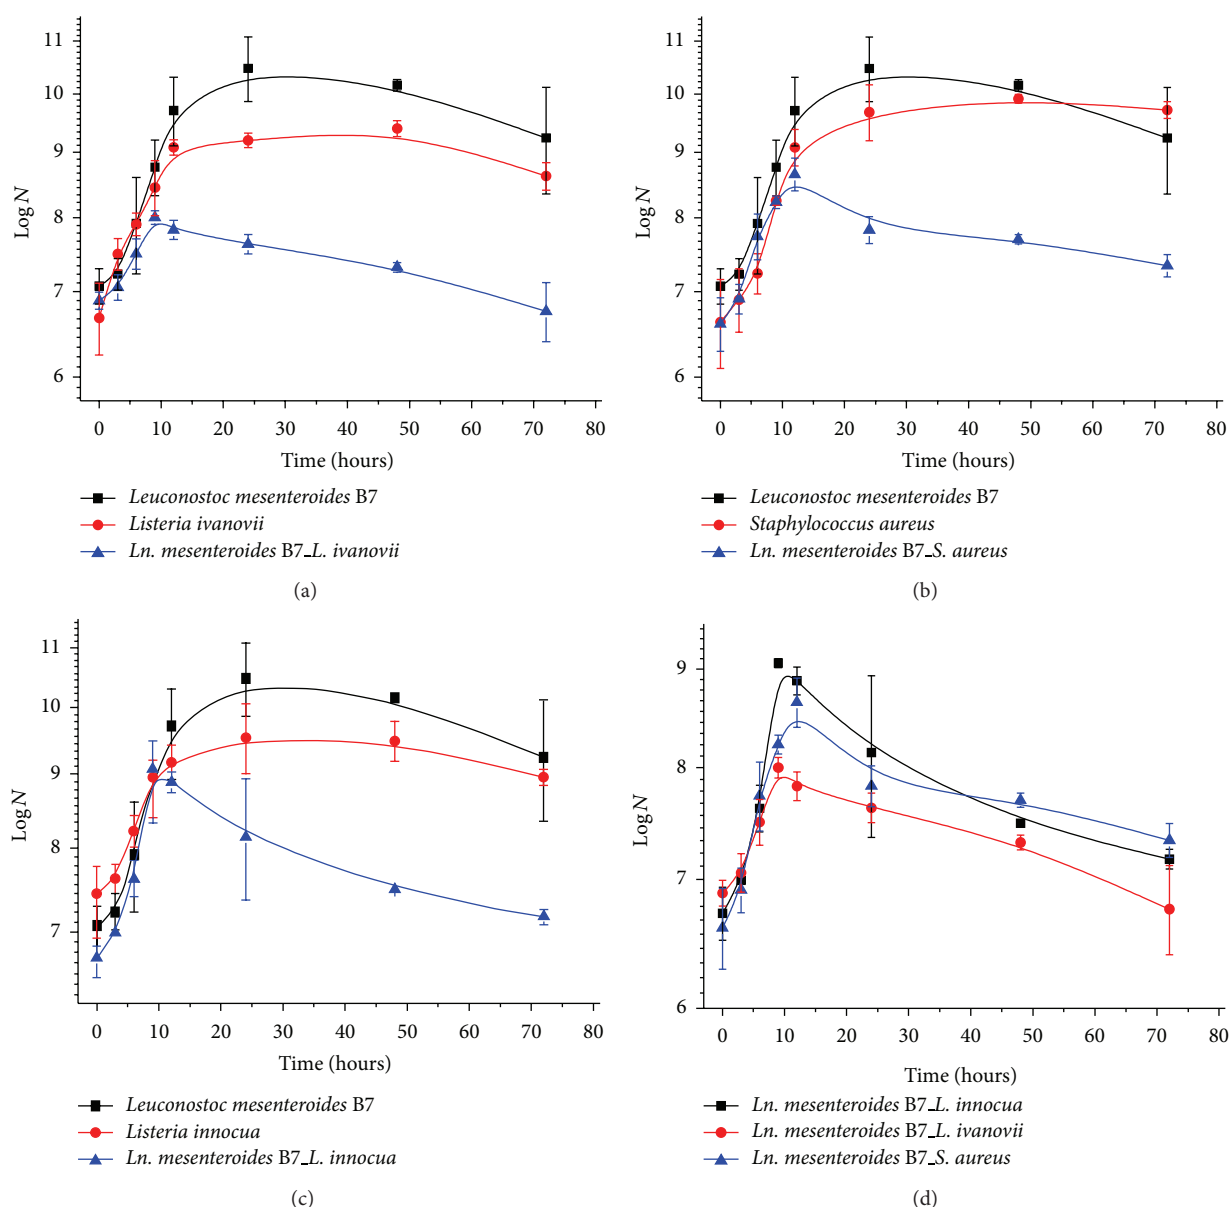 11
10
9
8
7
6
Log N
0 10 20 30 40 50 60 70 80
Time (hours)
Leuconostoc mesenteroides B7
Listeria ivanovii
Ln. mesenteroides B7_L. ivanovii
(a)
11
10
9
8
7
6
Log N
0 10 20 30 40 50 60 70 80
Time (hours)
Leuconostoc mesenteroides B7
Staphylococcus aureus
Ln. mesenteroides B7_S. aureus
(b)
11
10
9
8
7
Log N
0 10 20 30 40 50 60 70 80
Time (hours)
Leuconostoc mesenteroides B7
Listeria innocua
Ln. mesenteroides B7_L. innocua
(c)
9
8
7
6
Log N
0 10 20 30 40 50 60 70 80
Time (hours)
Ln. mesenteroides B7_L. innocua
Ln. mesenteroides B7_L. ivanovii
Ln. mesenteroides B7_S. aureus
(d)